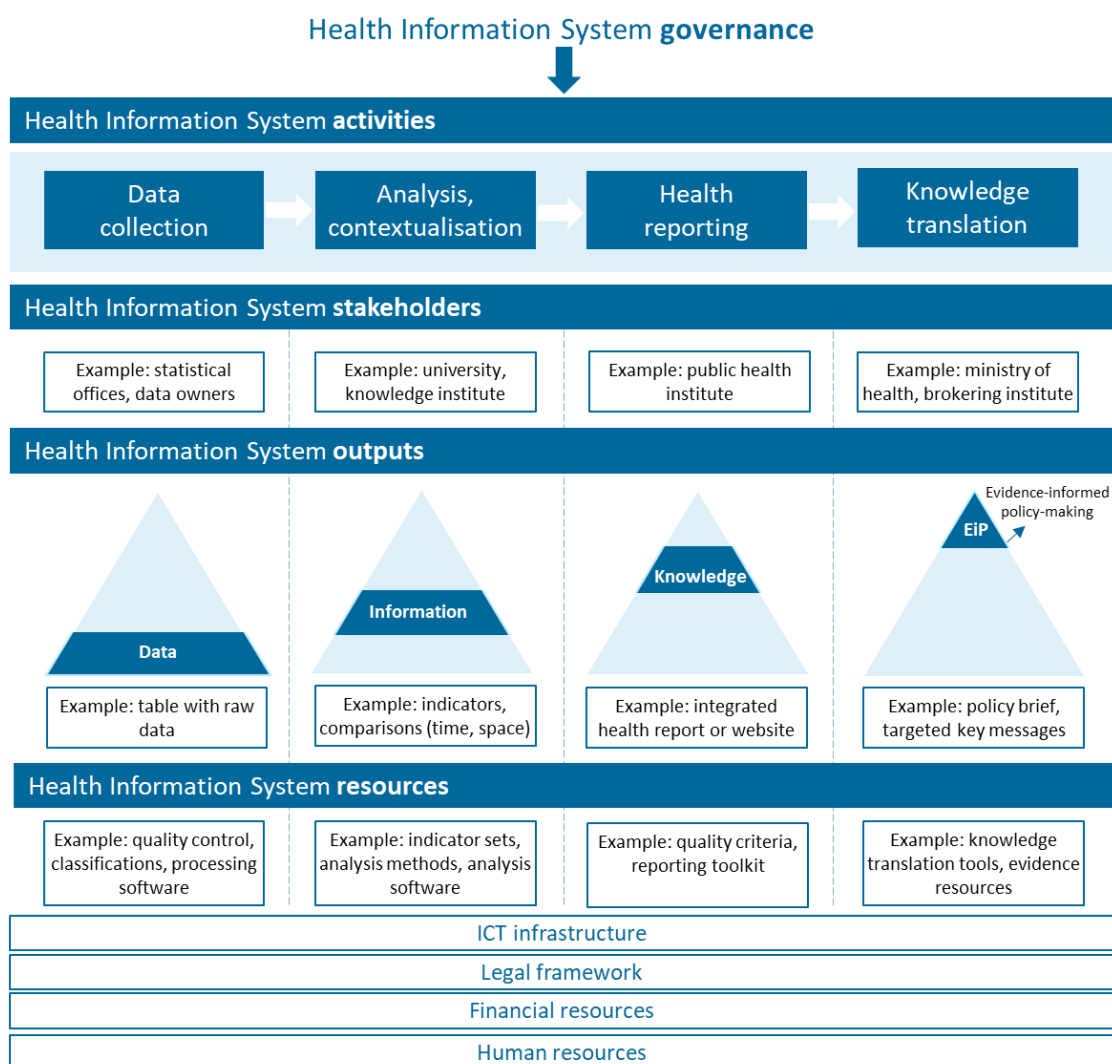 Health Information System governance
Health Information System activities
Data
collection
Analysis,
contextualisation
Health
reporting
Knowledge
translation
Health Information System stakeholders
Example: statistical
offices, data owners
Example: university,
knowledge institute
Example: public health
institute
Example: ministry of
health, brokering institute
Health Information System outputs
Data
Information
Knowledge
EiP
Evidence-informed
policy-making
Example: table with raw
data
Example: indicators,
comparisons (time, space)
Example: integrated
health report or website
Example: policy brief,
targeted key messages
Health Information System resources
Example: quality control,
classifications, processing
software
Example: indicator sets,
analysis methods, analysis
software
Example: quality criteria,
reporting toolkit
Example: knowledge
translation tools, evidence
resources
ICT infrastructure
Legal framework
Financial resources
Human resources